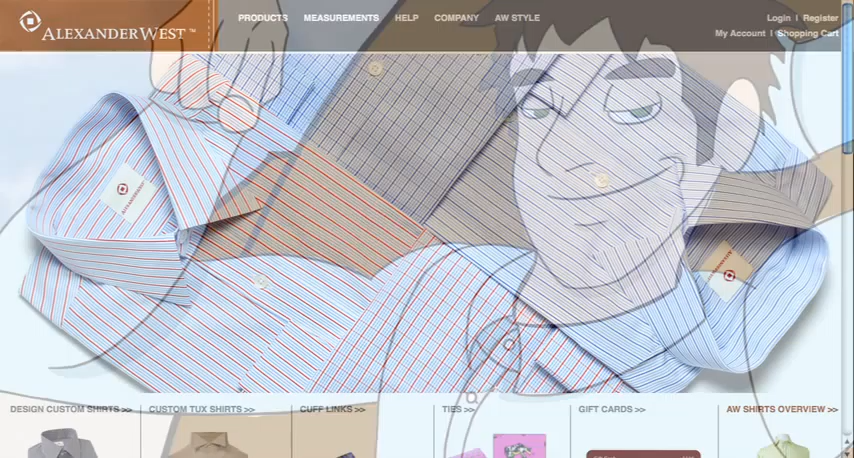 PRODUCTS MEASUREMENTS HELP COMPANY AW STYLE
Login | Register
ALEXANDERWEST™
My Account | Shopping Cart
DESIGN CUSTOM SHIRTS >> CUSTOM TUX SHIRTS >> CUFF LINKS >> TIES >> GIFT CARDS >> AW SHIRTS OVERVIEW >>